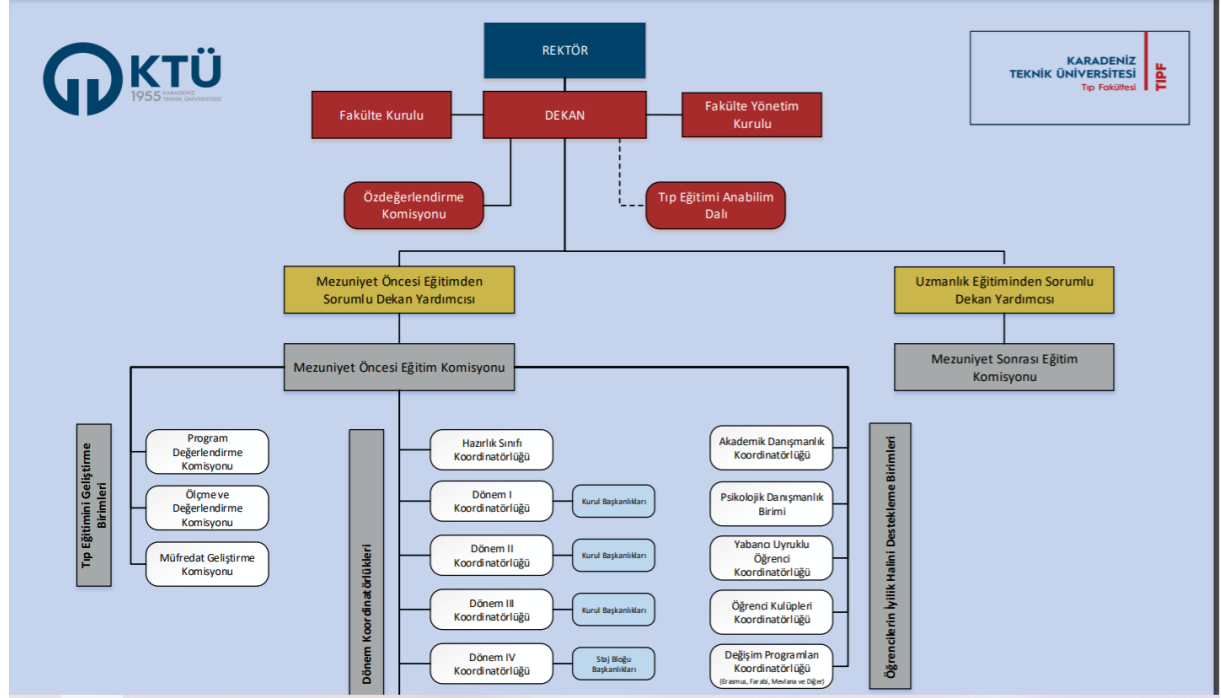 KTÜ
1955 KARADENİZ
TEKNİK ÜNİVERSİTESİ
REKTÖR
KARADENİZ
TEKNİK ÜNİVERSİTESİ
Tıp Fakültesi
TIPF
Fakülte Kurulu
DEKAN
Fakülte Yönetim
Kurulu
Özdeğerlendirme
Komisyonu
Tıp Eğitimi Anabilim
Dalı
Mezuniyet Öncesi Eğitimden
Sorumlu Dekan Yardımcısı
Uzmanlık Eğitiminden Sorumlu
Dekan Yardımcısı
Mezuniyet Öncesi Eğitim Komisyonu
Mezuniyet Sonrası Eğitim
Komisyonu
Tıp Eğitimini Geliştirme
Birimleri
Program
Değerlendirme
Komisyonu
Ölçme ve
Değerlendirme
Komisyonu
Müfredat Geliştirme
Komisyonu
Dönem Koordinatörlükleri
Hazırlık Sınıfı
Koordinatörlüğü
Dönem I
Koordinatörlüğü
Kurul Başkanlıkları
Dönem II
Koordinatörlüğü
Kurul Başkanlıkları
Dönem III
Koordinatörlüğü
Kurul Başkanlıkları
Dönem IV
Koordinatörlüğü
Staj Bloğu
Başkanlıkları
Akademik Danışmanlık
Koordinatörlüğü
Psikolojik Danışmanlık
Birimi
Yabancı Uyruklu
Öğrenci
Koordinatörlüğü
Öğrenci Kulüpleri
Koordinatörlüğü
Değişim Programları
Koordinatörlüğü
(Erasmus, Farabi, Mevlana ve Diğer)
Öğrencilerin İyilik Halini Destekleme Birimleri